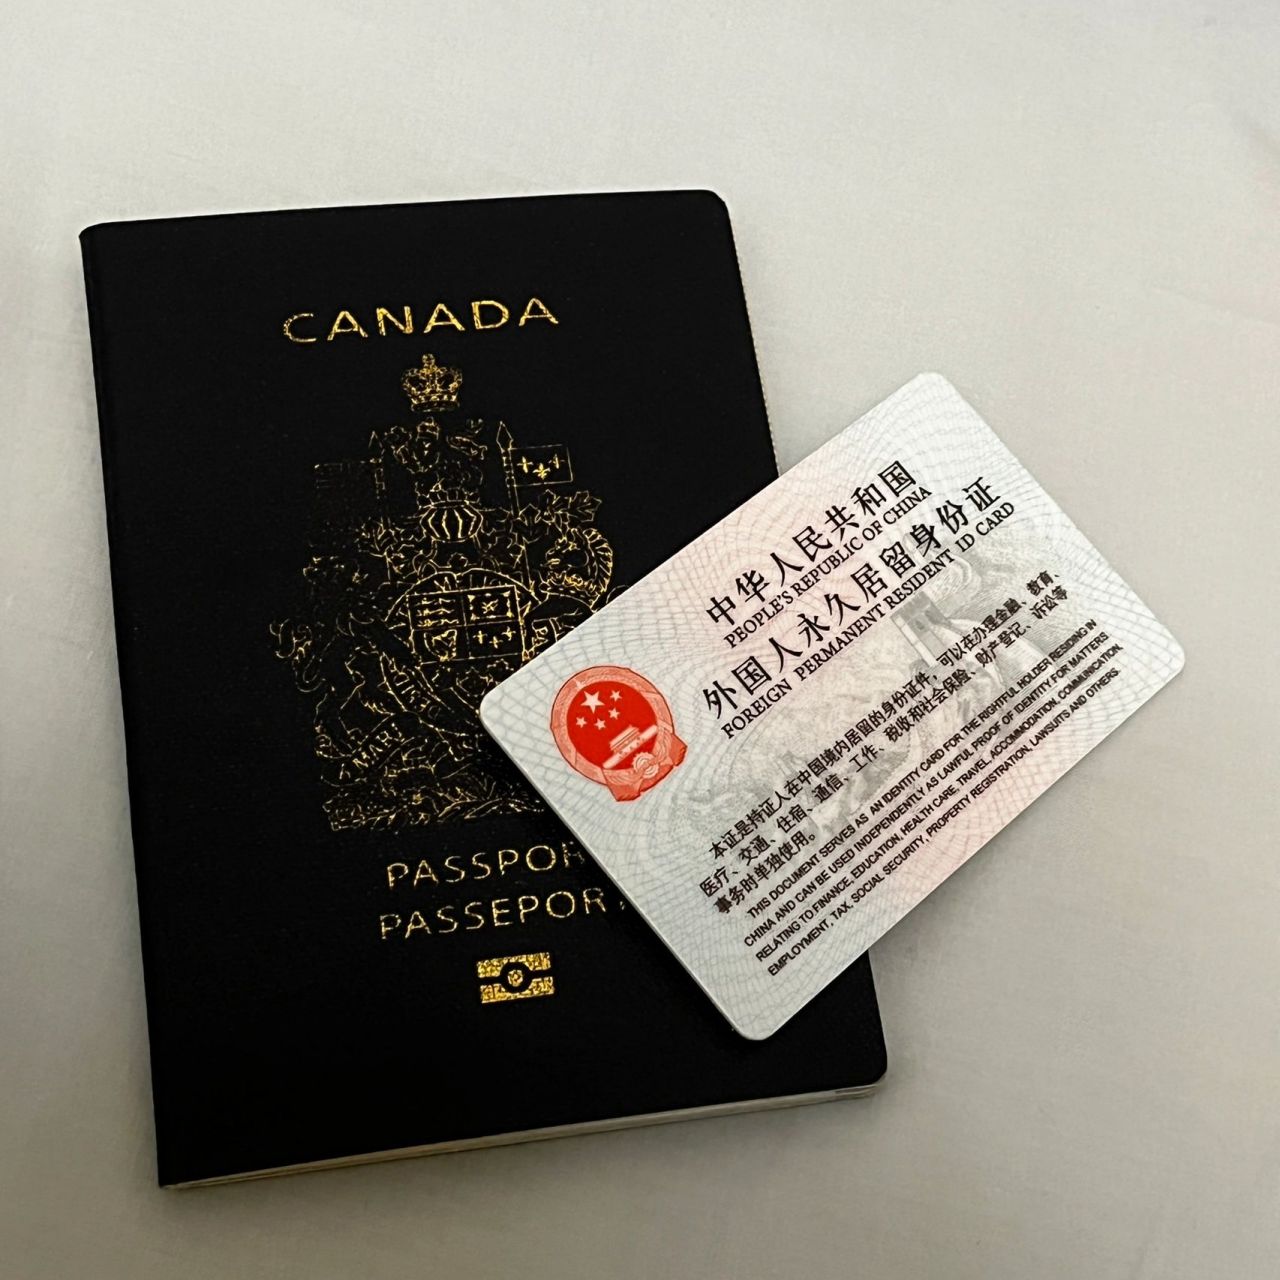 CANADA
A MARI
PASSPOR
PASSEPOR
中华人民共和国
PEOPLE'S REPUBLIC OF CHINA
外国人永久居留身份证
FOREIGN PERMANENT RESIDENT ID CARD
本证是持证人在中国境内居留的身份证件，可以在办理金融、教育、
医疗、交通、住宿、通信、工作、税收和社会保险、财产登记、诉讼等
事务时单独使用。
THIS DOCUMENT SERVES AS AN IDENTITY CARD FOR THE RIGHTFUL HOLDER RESIDING IN
CHINA AND CAN BE USED INDEPENDENTLY AS LAWFUL PROOF OF IDENTITY FOR MATTERS
RELATING TO FINANCE, EDUCATION, HEALTH CARE, TRAVEL, ACCOMMODATION, COMMUNICATION,
EMPLOYMENT, TAX, SOCIAL SECURITY, PROPERTY REGISTRATION, LAWSUITS AND OTHERS.